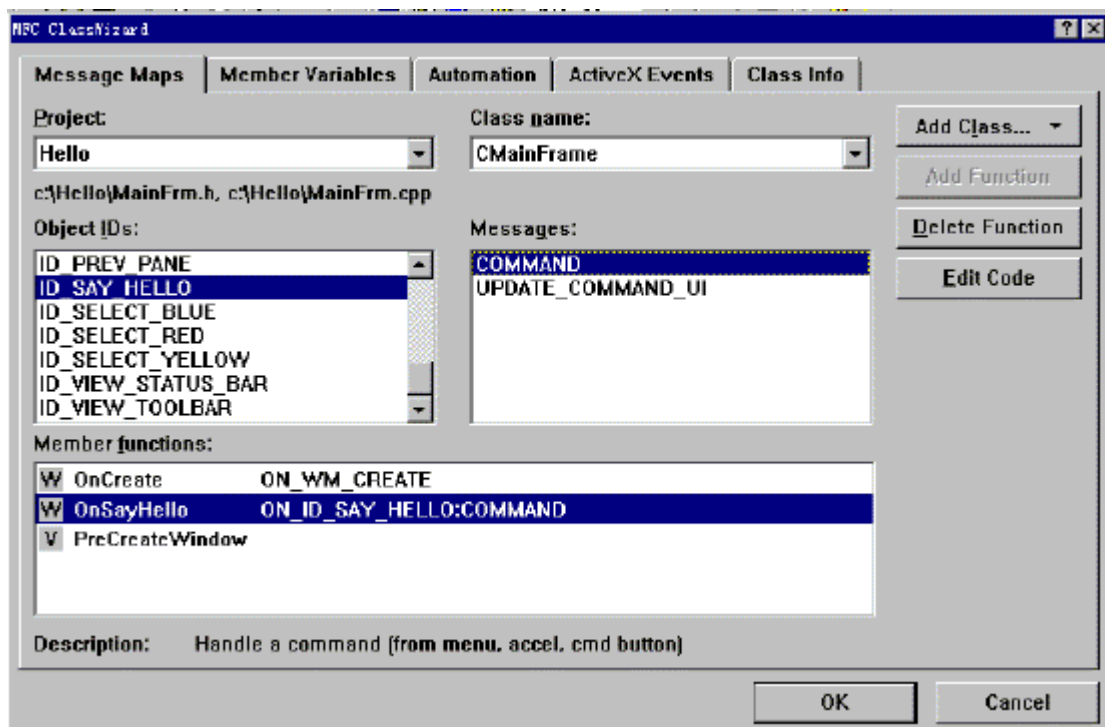 MFC ClassWizard
Message Maps Member Variables Automation ActiveX Events Class Info
Project: Class name:
Add Class...
Hello CMainFrame
Add Function
c:\Hello\MainFrm.h, c:\Hello\MainFrm.cpp
Object IDs: Messages:
Delete Function
ID_PREV_PANE COMMAND
ID_SAY_HELLO UPDATE_COMMAND_UI
Edit Code
ID_SELECT_BLUE
ID_SELECT_RED
ID_SELECT_YELLOW
ID_VIEW_STATUS_BAR
ID_VIEW_TOOLBAR
Member functions:
W OnCreate ON_WM_CREATE
W OnSayHello ON_ID_SAY_HELLO:COMMAND
V PreCreateWindow
Description: Handle a command (from menu, accel, cmd button)
OK Cancel